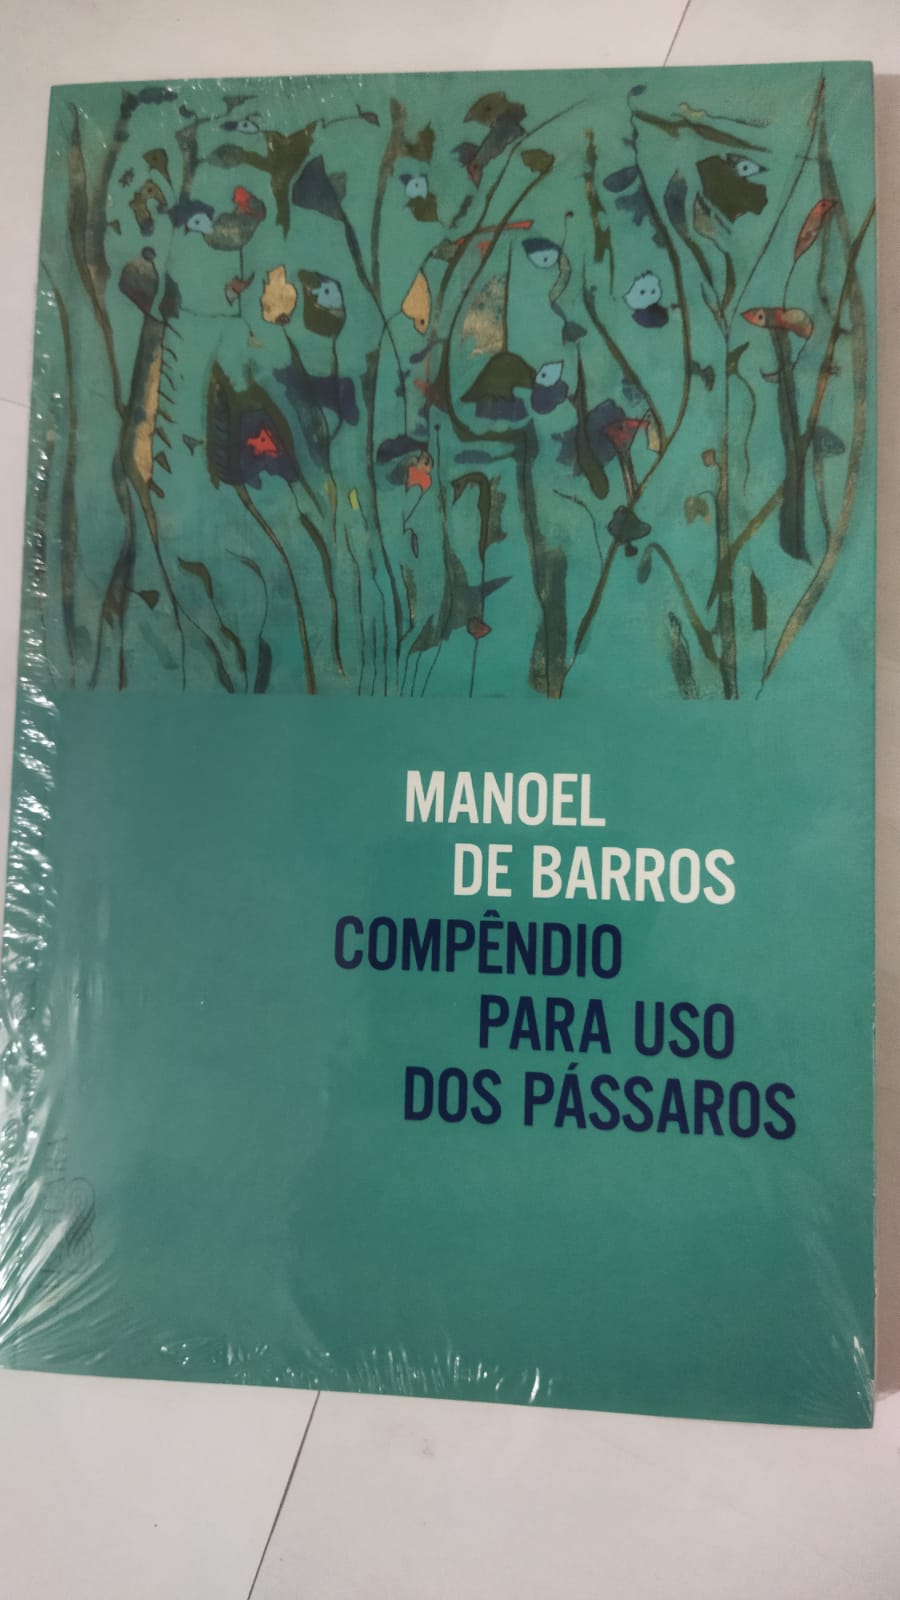 MANOEL
DE BARROS
COMPÊNDIO
PARA USO
DOS PÁSSAROS